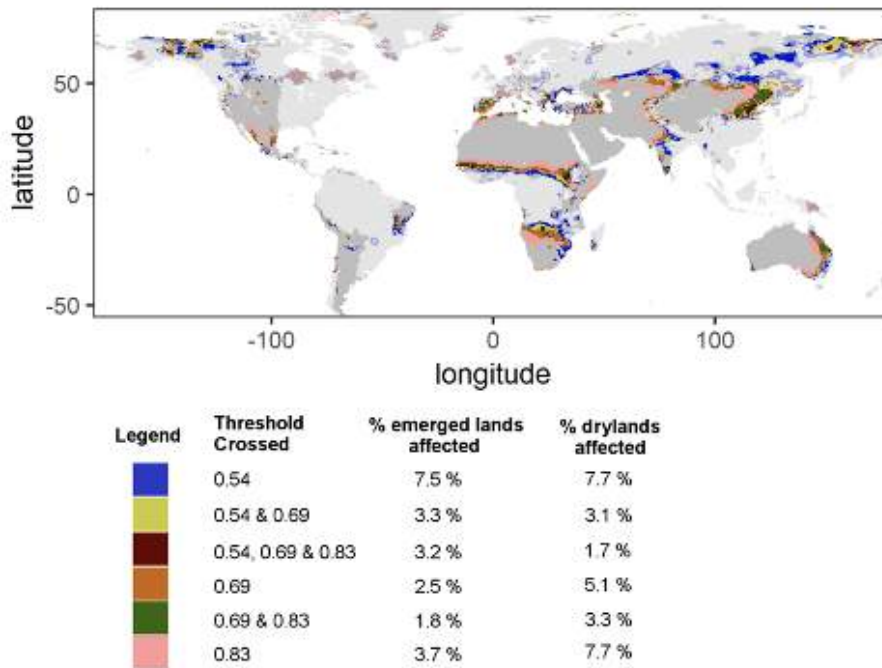 latitude
50
0
-50
-100
0
100
longitude
Legend
Threshold Crossed
% emerged lands affected
% drylands affected
0.54 7.5 % 7.7 %
0.54 & 0.69 3.3 % 3.1 %
0.54, 0.69 & 0.83 3.2 % 1.7 %
0.69 2.5 % 5.1 %
0.69 & 0.83 1.8 % 3.3 %
0.83 3.7 % 7.7 %